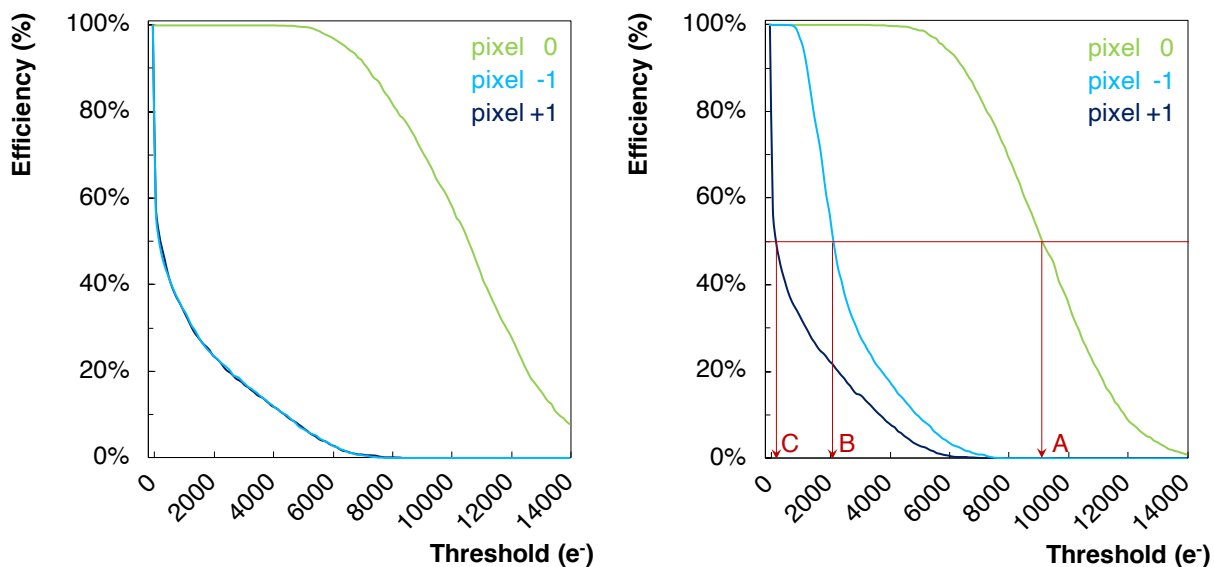 Efficiency (%)
100%
80%
60%
40%
20%
0%
pixel 0
pixel -1
pixel +1
0
2000
4000
6000
8000
10000
12000
14000
Threshold (e-)
Efficiency (%)
100%
80%
60%
40%
20%
0%
pixel 0
pixel -1
pixel +1
C
B
A
0
2000
4000
6000
8000
10000
12000
14000
Threshold (e-)